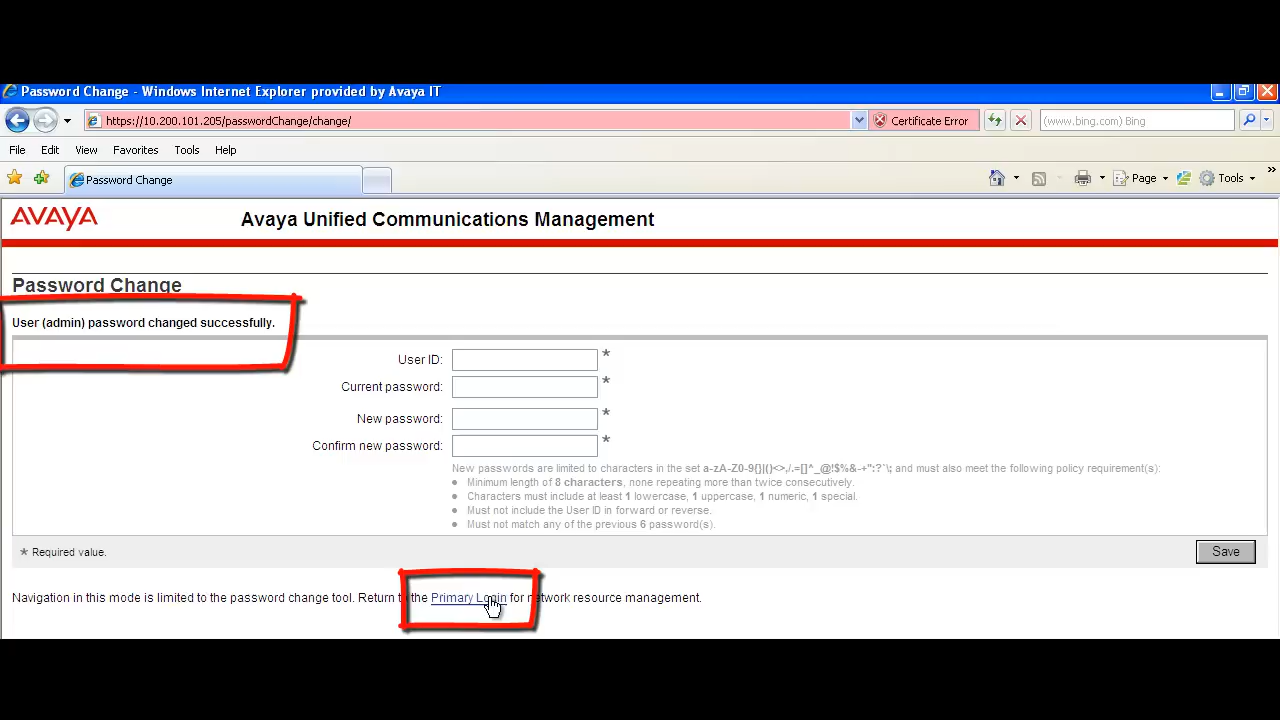 Password Change - Windows Internet Explorer provided by Avaya IT
https://10.200.101.205/passwordChange/change/
Certificate Error
(www.bing.com) Bing
File Edit View Favorites Tools Help
Password Change
Page Tools »
AVAYA
Avaya Unified Communications Management
Password Change
User (admin) password changed successfully.
User ID: *
Current password: *
New password: *
Confirm new password: *
New passwords are limited to characters in the set a-zA-Z0-9{}|()<>,/.=[]^_@!$%&-+":?`\; and must also meet the following policy requirement(s):
• Minimum length of 8 characters, none repeating more than twice consecutively.
• Characters must include at least 1 lowercase, 1 uppercase, 1 numeric, 1 special.
• Must not include the User ID in forward or reverse.
• Must not match any of the previous 6 password(s).
* Required value.
Save
Navigation in this mode is limited to the password change tool. Return to the Primary Login for network resource management.